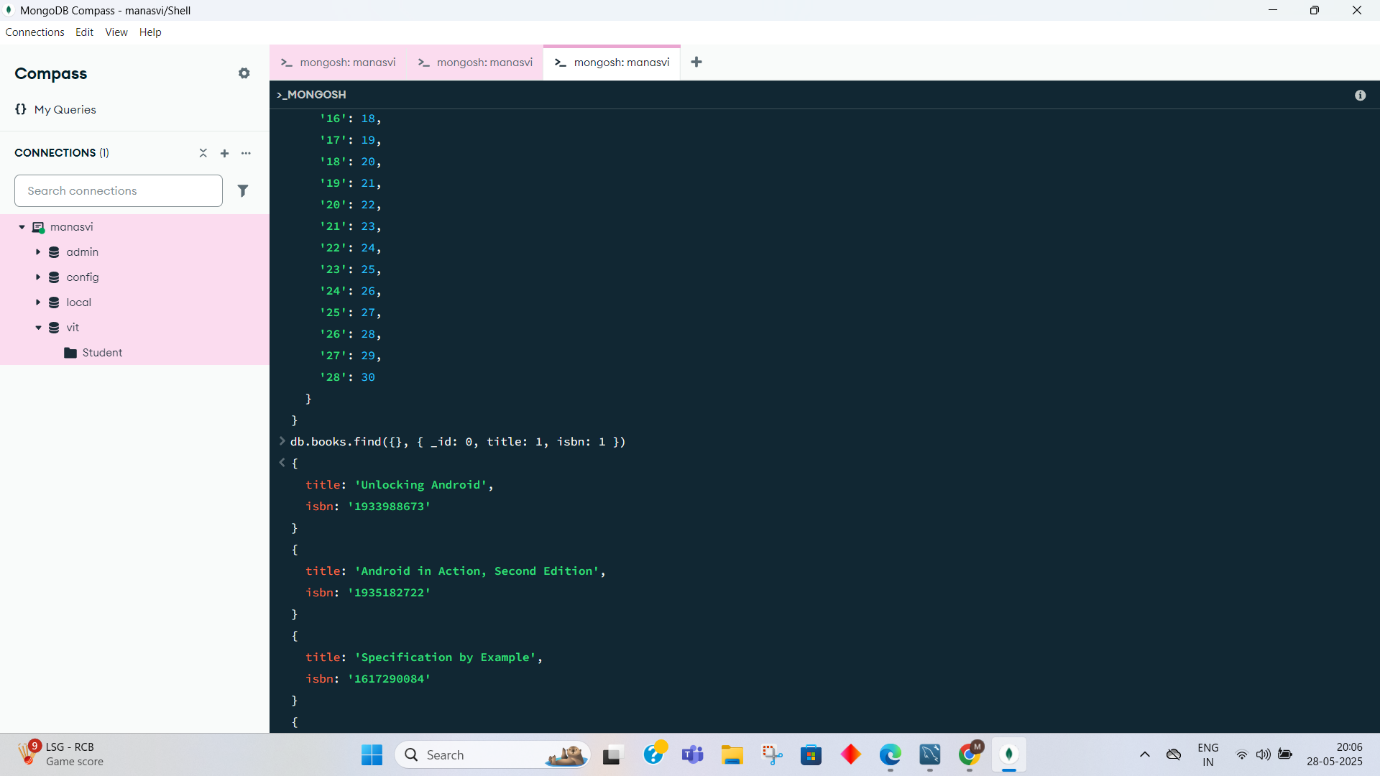 MongoDB Compass - manasvi/Shell
Connections Edit View Help
Compass
{} My Queries
CONNECTIONS (1)
Search connections
manasvi
admin
config
local
vit
Student
>_ mongosh: manasvi >_ mongosh: manasvi >_ mongosh: manasvi +
>_MONGOSH
'16': 18,
'17': 19,
'18': 20,
'19': 21,
'20': 22,
'21': 23,
'22': 24,
'23': 25,
'24': 26,
'25': 27,
'26': 28,
'27': 29,
'28': 30
}
}
> db.books.find({}, { _id: 0, title: 1, isbn: 1 })
< {
title: 'Unlocking Android',
isbn: '1933988673'
}
{
title: 'Android in Action, Second Edition',
isbn: '1935182722'
}
{
title: 'Specification by Example',
isbn: '1617290084'
}
{
9
LSG - RCB
Game score
Search
M
ENG
IN
20:06
28-05-2025